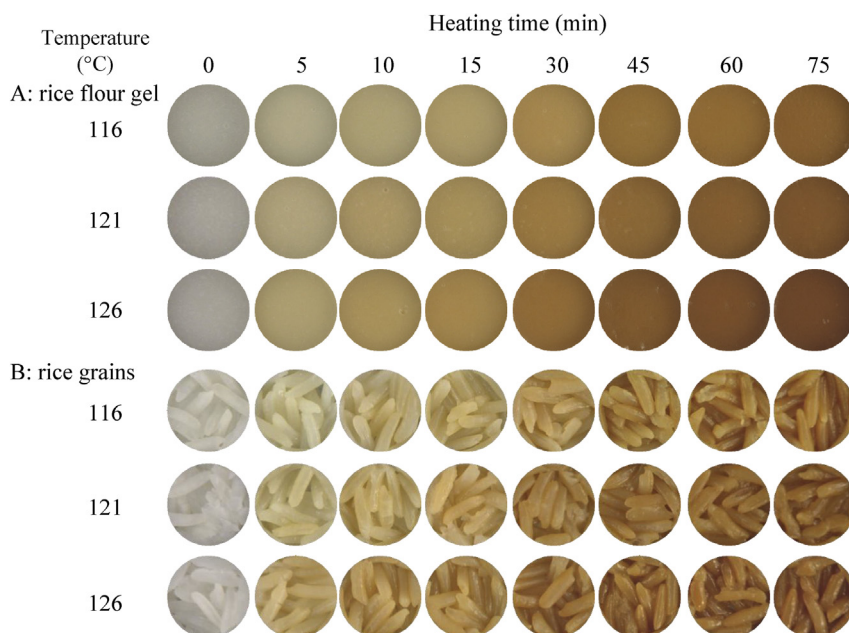 Heating time (min)
Temperature
(°C)
0 5 10 15 30 45 60 75
A: rice flour gel
116
121
126
B: rice grains
116
121
126